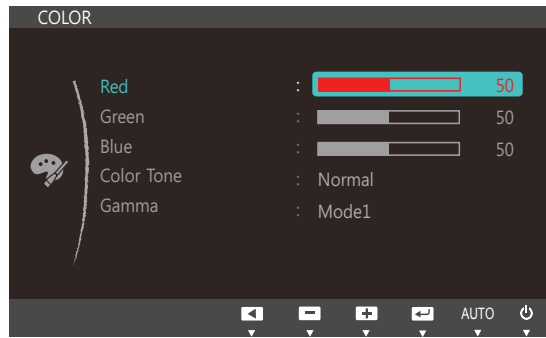 COLOR
Red : 50
Green : 50
Blue : 50
Color Tone : Normal
Gamma : Mode1
AUTO